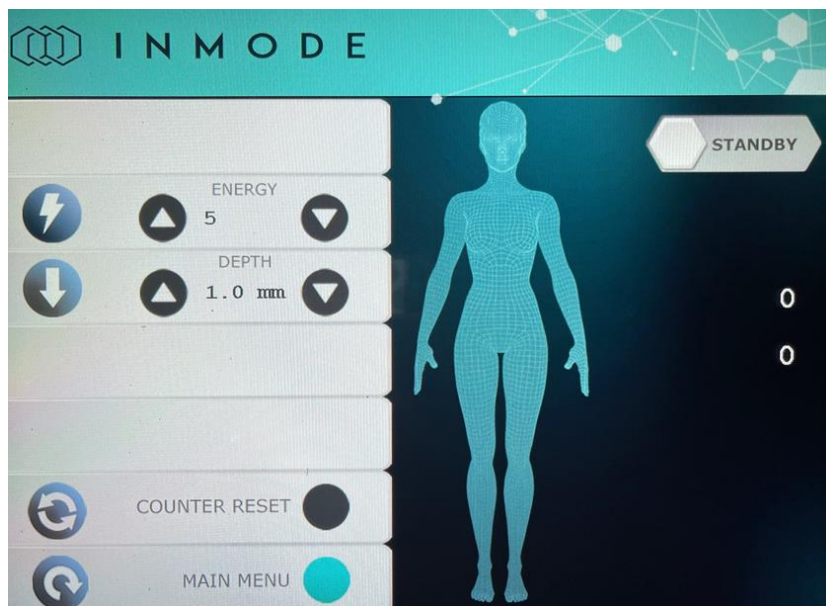 INMODE
STANDBY
ENERGY
5
DEPTH
1.0 mm
0
0
COUNTER RESET
MAIN MENU